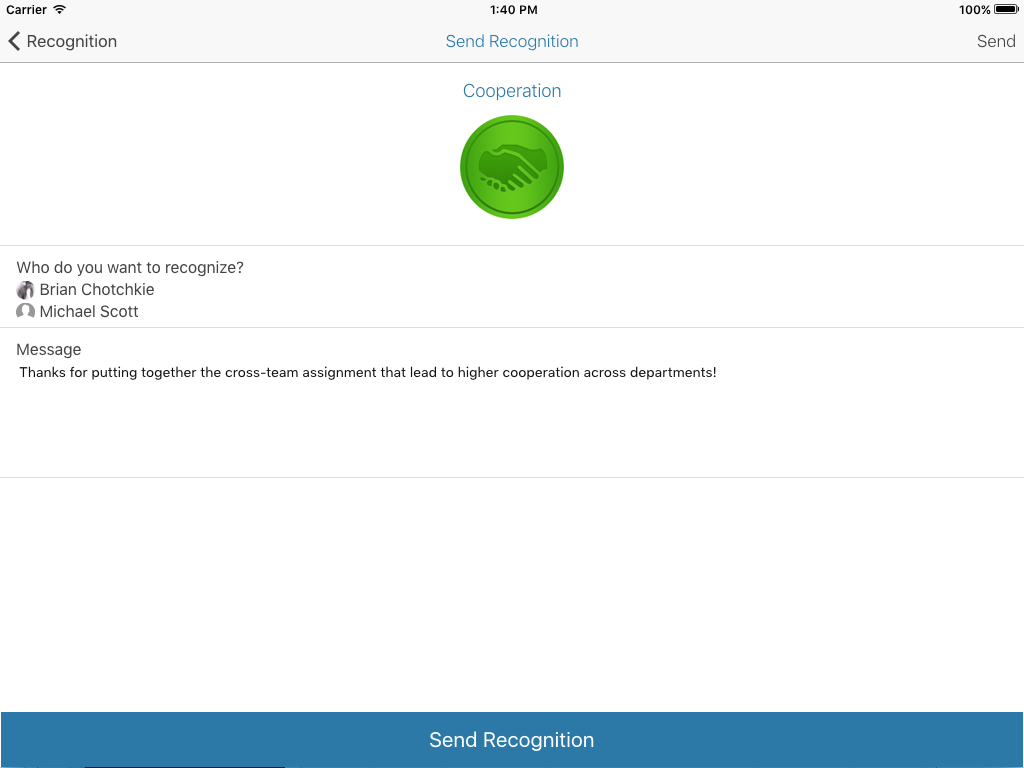 Carrier 1:40 PM 100%
Recognition Send Recognition Send
Cooperation
Who do you want to recognize?
Brian Chotchkie
Michael Scott
Message
Thanks for putting together the cross-team assignment that lead to higher cooperation across departments!
Send Recognition